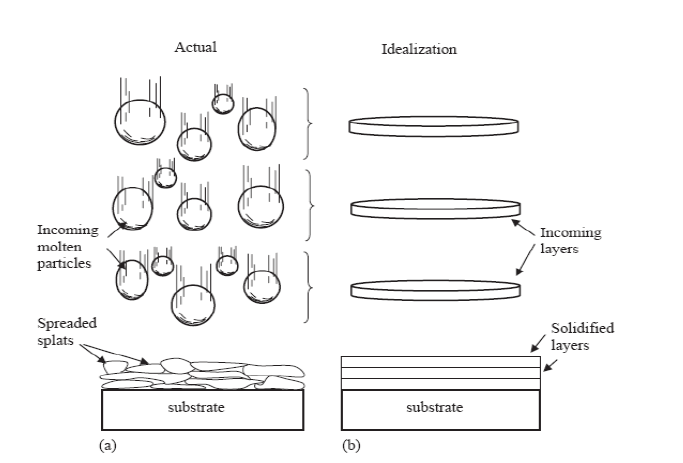 Actual
Idealization
Incoming
molten
particles
Incoming
layers
Spreaded
splats
Solidified
layers
substrate
substrate
(a)
(b)